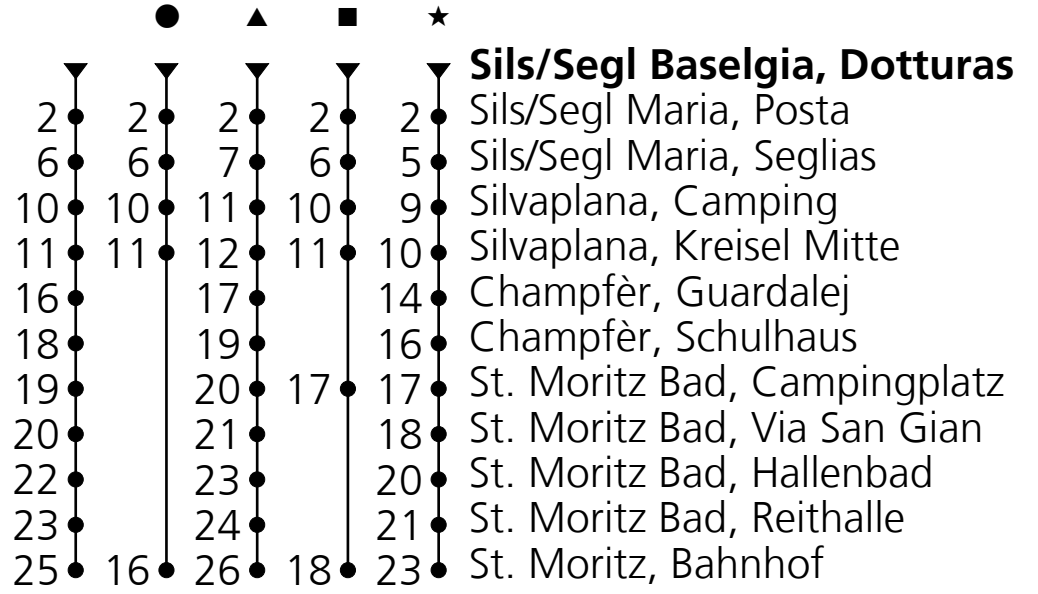 Sils/Segl Baselgia, Dotturas
2 2 2 2 2 Sils/Segl Maria, Posta
6 6 7 6 5 Sils/Segl Maria, Seglias
10 10 11 10 9 Silvaplana, Camping
11 11 12 11 10 Silvaplana, Kreisel Mitte
16 17 14 Champfèr, Guardalej
18 19 16 Champfèr, Schulhaus
19 20 17 17 St. Moritz Bad, Campingplatz
20 21 18 St. Moritz Bad, Via San Gian
22 23 20 St. Moritz Bad, Hallenbad
23 24 21 St. Moritz Bad, Reithalle
25 16 26 18 23 St. Moritz, Bahnhof